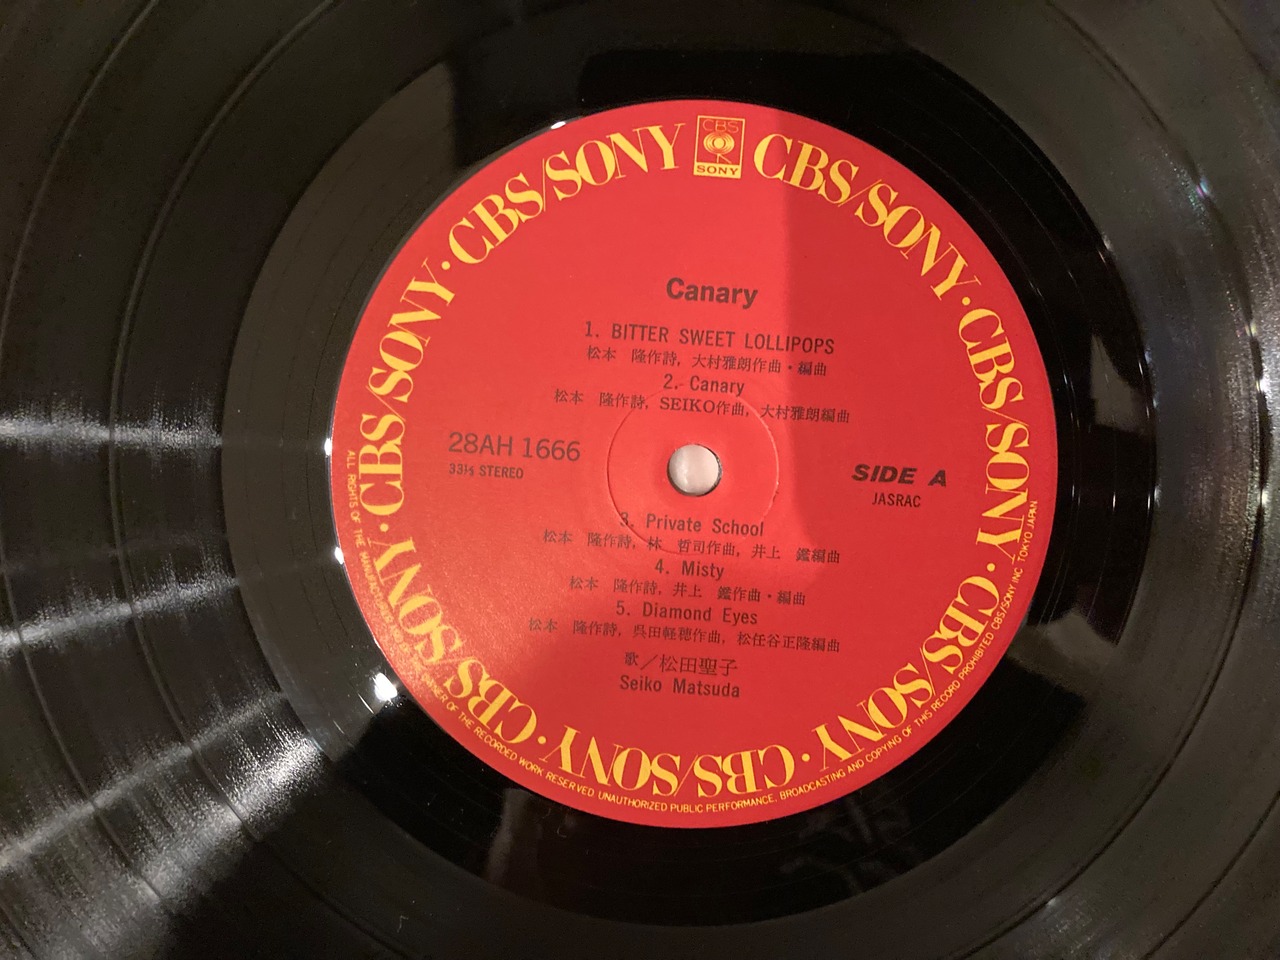 CBS
SONY
CBS/SONY · CBS/SONY · CBS/SONY · CBS/SONY · CBS/SONY · CBS/SONY · CBS/SONY · CBS/SONY · CBS/SONY
Canary
1. BITTER SWEET LOLLIPOPS
松本 隆作詩, 大村雅朗作曲・編曲
2. Canary
松本 隆作詩, SEIKO作曲, 大村雅朗編曲
28AH 1666
33⅓ STEREO
SIDE A
JASRAC
3. Private School
松本 隆作詩, 林 哲司作曲, 井上 鑑編曲
4. Misty
松本 隆作詩, 井上 鑑作曲・編曲
5. Diamond Eyes
松本 隆作詩, 呉田軽穂作曲, 松任谷正隆編曲
歌／松田聖子
Seiko Matsuda
ALL RIGHTS OF THE MANUFACTURER AND OF THE OWNER OF THE RECORDED WORK RESERVED. UNAUTHORIZED PUBLIC PERFORMANCE, BROADCASTING AND COPYING OF THIS RECORD PROHIBITED CBS/SONY INC TOKYO JAPAN